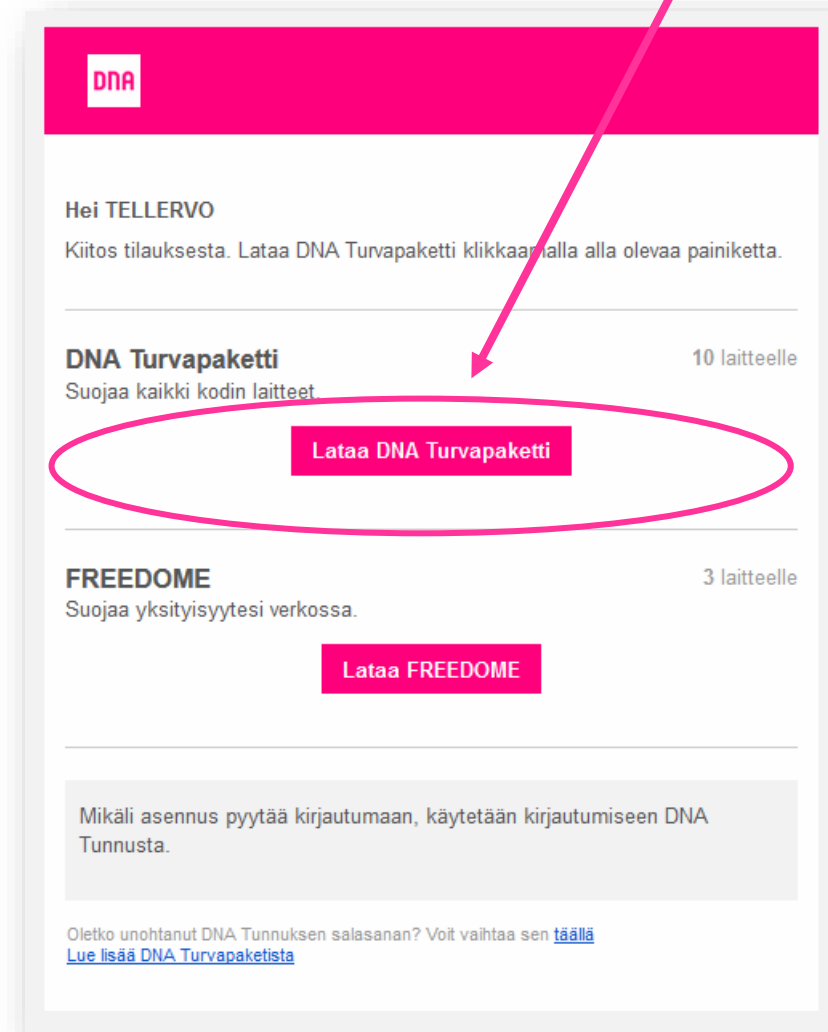 DNA
Hei TELLERVO
Kiitos tilauksesta. Lataa DNA Turvapaketti klikkaamalla alla olevaa painiketta.
DNA Turvapaketti
10 laitteelle
Suojaa kaikki kodin laitteet.
Lataa DNA Turvapaketti
FREEDOME
3 laitteelle
Suojaa yksityisyytesi verkossa.
Lataa FREEDOME
Mikäli asennus pyytää kirjautumaan, käytetään kirjautumiseen DNA
Tunnusta.
Oletko unohtanut DNA Tunnuksen salasanan? Voit vaihtaa sen täällä
Lue lisää DNA Turvapaketista